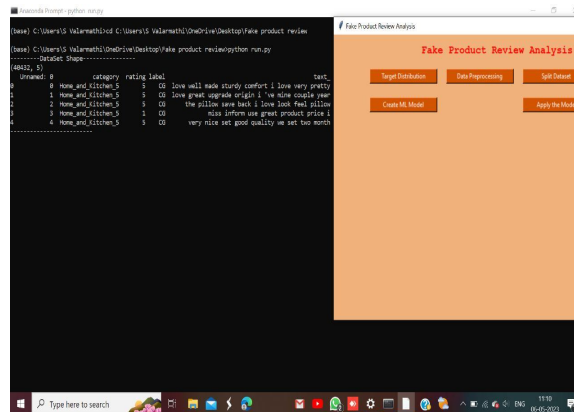 Anaconda Prompt - python run.py
(base) C:\Users\S Valarmathi>cd C:\Users\S Valarmathi\OneDrive\Desktop\Fake product review
(base) C:\Users\S Valarmathi\OneDrive\Desktop\Fake product review>python run.py
---------DataSet Shape---------------
(40432, 5)
Unnamed: 0 category rating label text_
0 0 Home_and_Kitchen_5 5 CG love well made sturdy comfort i love very pretty
1 1 Home_and_Kitchen_5 5 CG love great upgrade origin i 've mine couple year
2 2 Home_and_Kitchen_5 5 CG the pillow save back i love look feel pillow
3 3 Home_and_Kitchen_5 1 CG miss inform use great product price i
4 4 Home_and_Kitchen_5 5 CG very nice set good quality we set two month
------------------------
Fake Product Review Analysis
Fake Product Review Analysis
Target Distribution
Data Preprocessing
Split Dataset
Create ML Model
Apply the Mode
Type here to search
ENG
11:10
06-05-2023